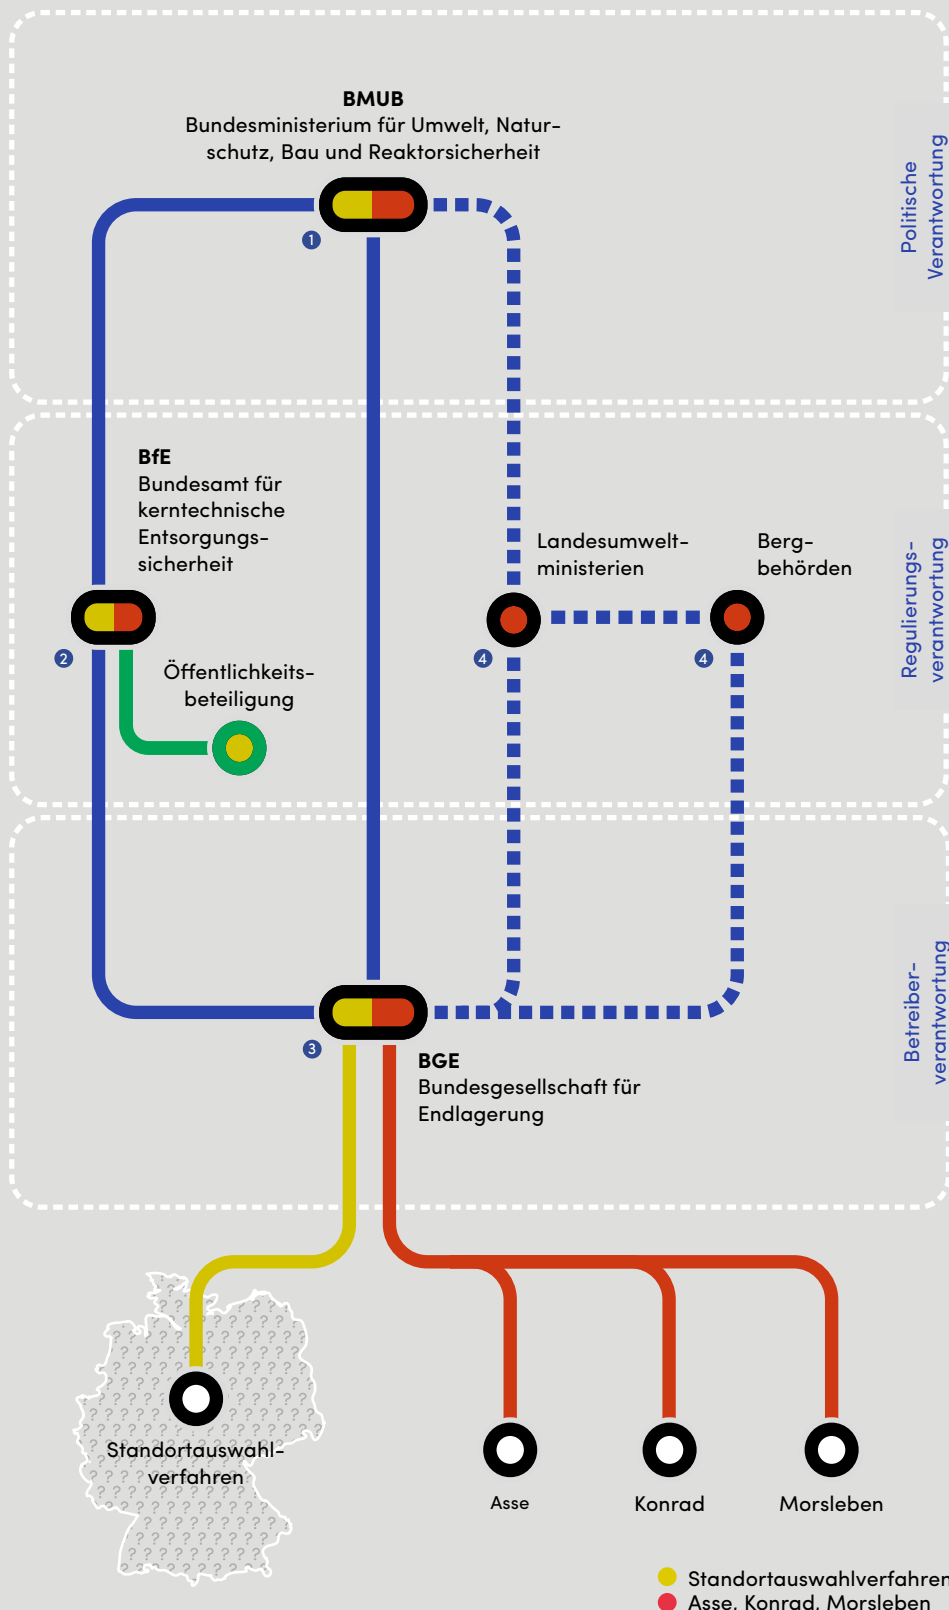 BMUB
Bundesministerium für Umwelt, Natur-
schutz, Bau und Reaktorsicherheit
1
Politische
Verantwortung
BfE
Bundesamt für
kerntechnische
Entsorgungs-
sicherheit
2
Öffentlichkeits-
beteiligung
Landesumwelt-
ministerien
4
Berg-
behörden
4
Regulierungs-
verantwortung
3
BGE
Bundesgesellschaft für
Endlagerung
Betreiber-
verantwortung
Standortauswahl-
verfahren
Asse
Konrad
Morsleben
Standortauswahlverfahren
Asse, Konrad, Morsleben